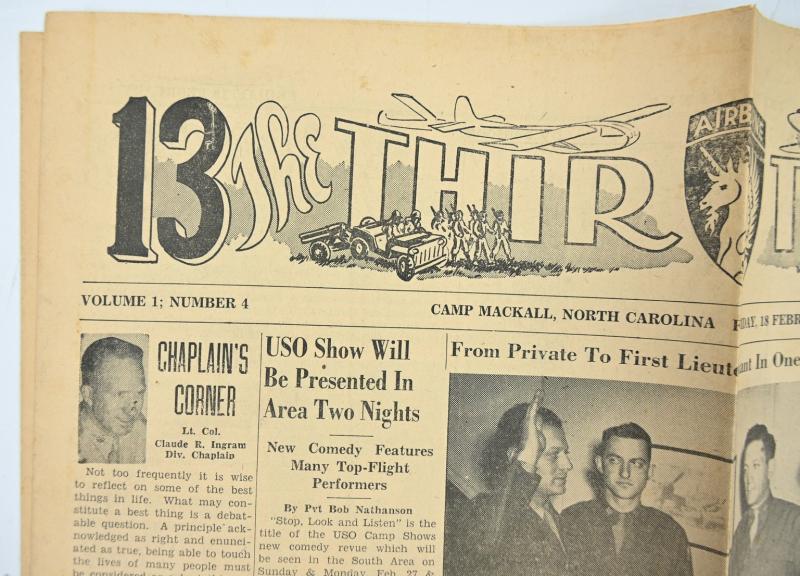 13 The THIR
AIRB
VOLUME 1; NUMBER 4
CAMP MACKALL, NORTH CAROLINA
DAY, 18 FEBR
CHAPLAIN'S
CORNER
Lt. Col.
Claude R. Ingram
Div. Chaplain
Not too frequently it is wise
to reflect on some of the best
things in life. What may con-
stitute a best thing is a debat-
able question. A principle ack-
nowledged as right and enunci-
ated as true, being able to touch
the lives of many people must
be considered
USO Show Will
Be Presented In
Area Two Nights
New Comedy Features
Many Top-Flight
Performers
By Pvt Bob Nathanson
"Stop, Look and Listen" is the
title of the USO Camp Shows
new comedy revue which will
be seen in the South Area on
Sunday & Monday, Feb. 27 &
From Private To First Lieutenant In One